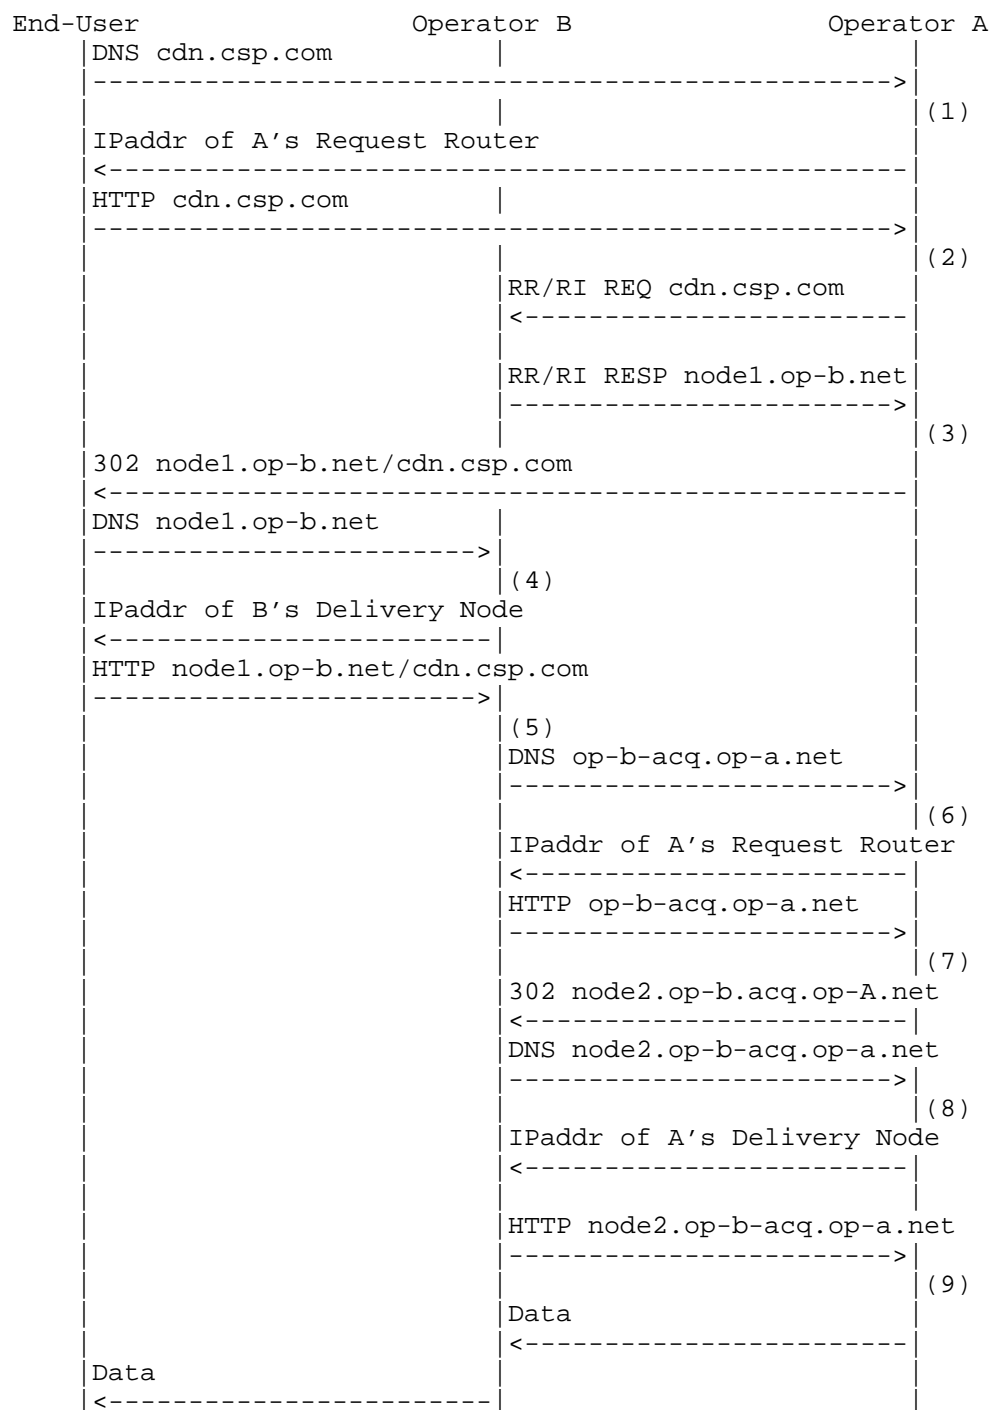 End-User Operator B Operator A
DNS cdn.csp.com
(1)
IPaddr of A's Request Router
HTTP cdn.csp.com
(2)
RR/RI REQ cdn.csp.com
RR/RI RESP node1.op-b.net
(3)
302 node1.op-b.net/cdn.csp.com
DNS node1.op-b.net
(4)
IPaddr of B's Delivery Node
HTTP node1.op-b.net/cdn.csp.com
(5)
DNS op-b-acq.op-a.net
(6)
IPaddr of A's Request Router
HTTP op-b-acq.op-a.net
(7)
302 node2.op-b.acq.op-A.net
DNS node2.op-b-acq.op-a.net
(8)
IPaddr of A's Delivery Node
HTTP node2.op-b-acq.op-a.net
(9)
Data
Data